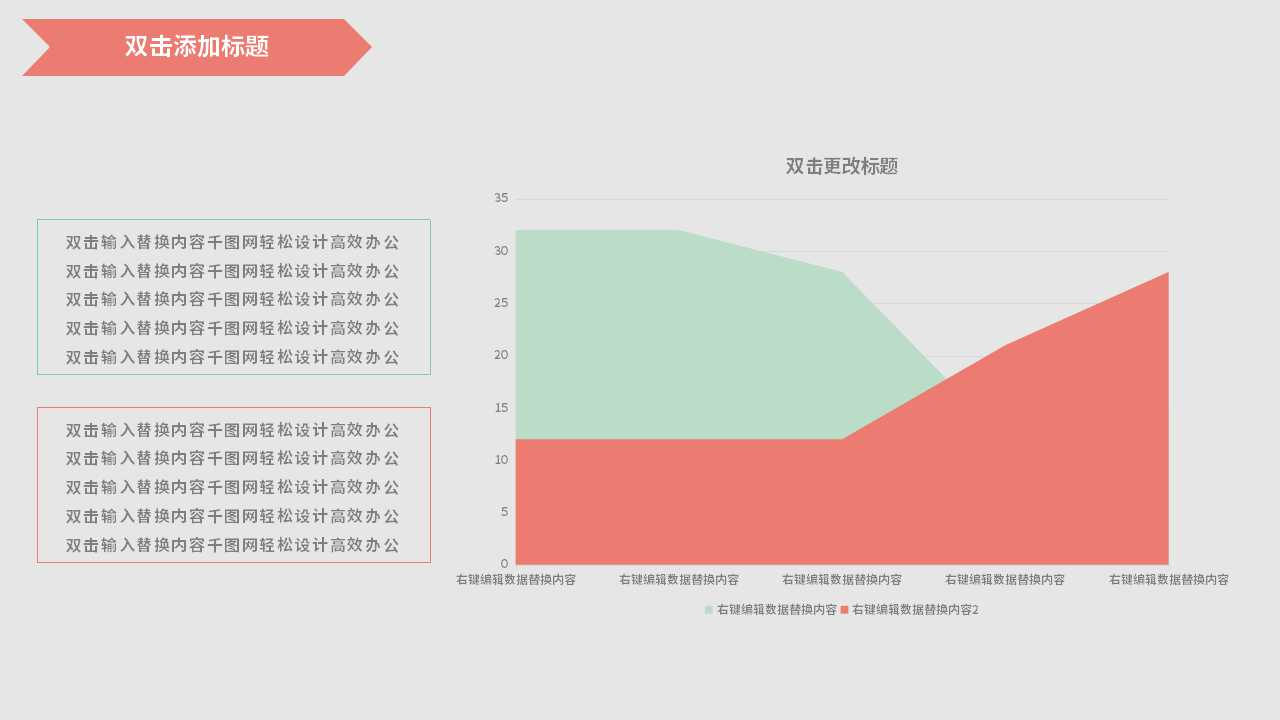 双击添加标题
双击输入替换内容千图网轻松设计高效办公
双击输入替换内容千图网轻松设计高效办公
双击输入替换内容千图网轻松设计高效办公
双击输入替换内容千图网轻松设计高效办公
双击输入替换内容千图网轻松设计高效办公
双击输入替换内容千图网轻松设计高效办公
双击输入替换内容千图网轻松设计高效办公
双击输入替换内容千图网轻松设计高效办公
双击输入替换内容千图网轻松设计高效办公
双击输入替换内容千图网轻松设计高效办公
双击更改标题
35
30
25
20
15
10
5
0
右键编辑数据替换内容 右键编辑数据替换内容 右键编辑数据替换内容 右键编辑数据替换内容 右键编辑数据替换内容
右键编辑数据替换内容 右键编辑数据替换内容2